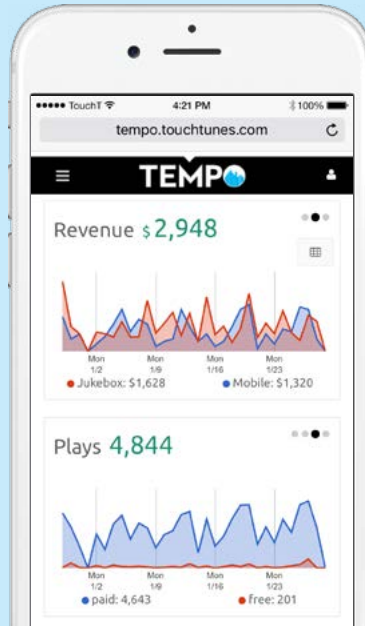 TouchT 4:21 PM 100%
tempo.touchtunes.com
TEMPO
Revenue $2,948
Mon Mon Mon Mon
1/2 1/9 1/16 1/23
Jukebox: $1,628 Mobile: $1,320
Plays 4,844
Mon Mon Mon Mon
1/2 1/9 1/16 1/23
paid: 4,643 free: 201